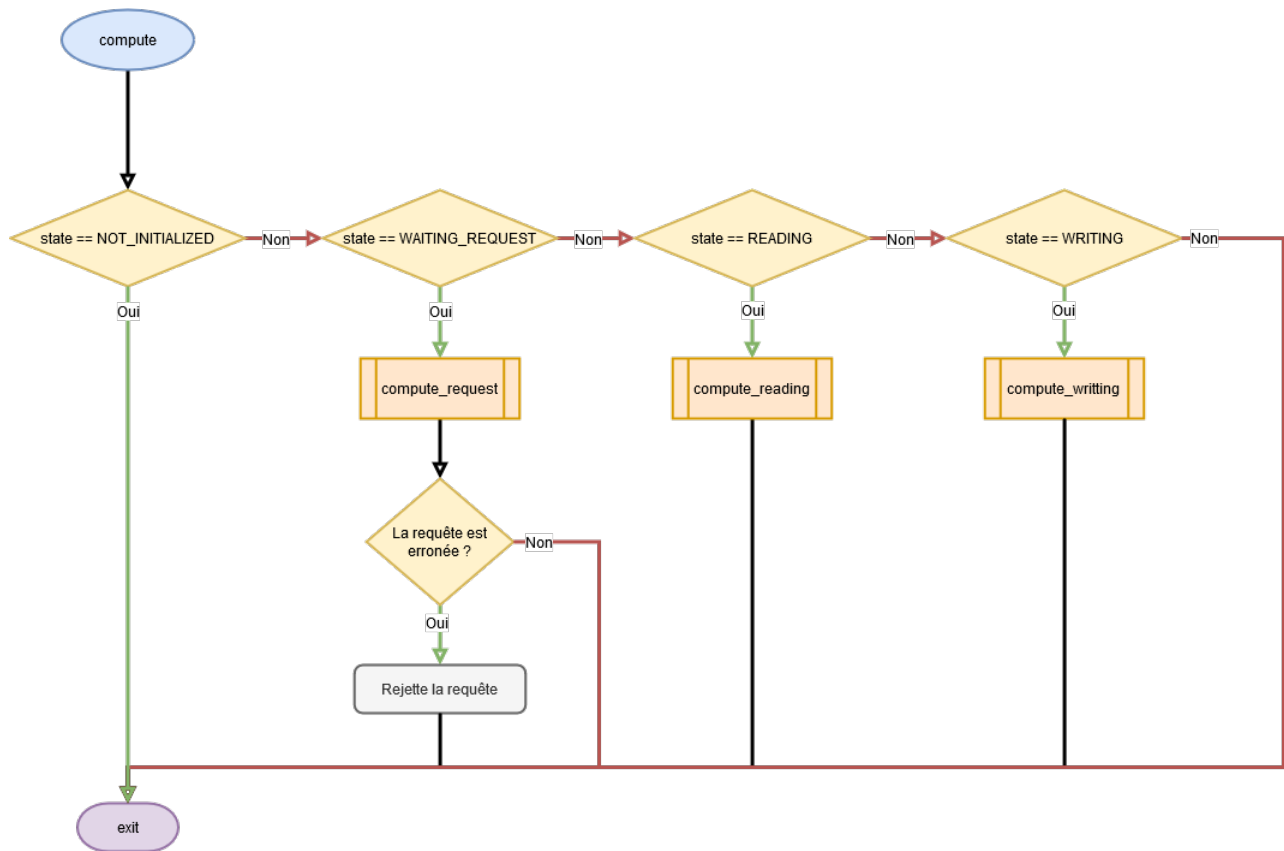 compute
state == NOT_INITIALIZED
Non
state == WAITING_REQUEST
Non
state == READING
Non
state == WRITING
Non
Oui
Oui
Oui
Oui
compute_request
compute_reading
compute_writting
La requête est
erronée ?
Non
Oui
Rejette la requête
exit